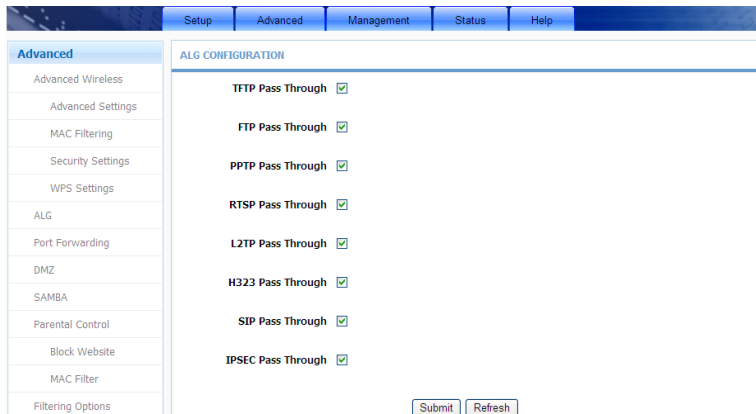 Setup
Advanced
Management
Status
Help
Advanced
Advanced Wireless
Advanced Settings
MAC Filtering
Security Settings
WPS Settings
ALG
Port Forwarding
DMZ
SAMBA
Parental Control
Block Website
MAC Filter
Filtering Options
ALG CONFIGURATION
TFTP Pass Through
FTP Pass Through
PPTP Pass Through
RTSP Pass Through
L2TP Pass Through
H323 Pass Through
SIP Pass Through
IPSEC Pass Through
Submit Refresh